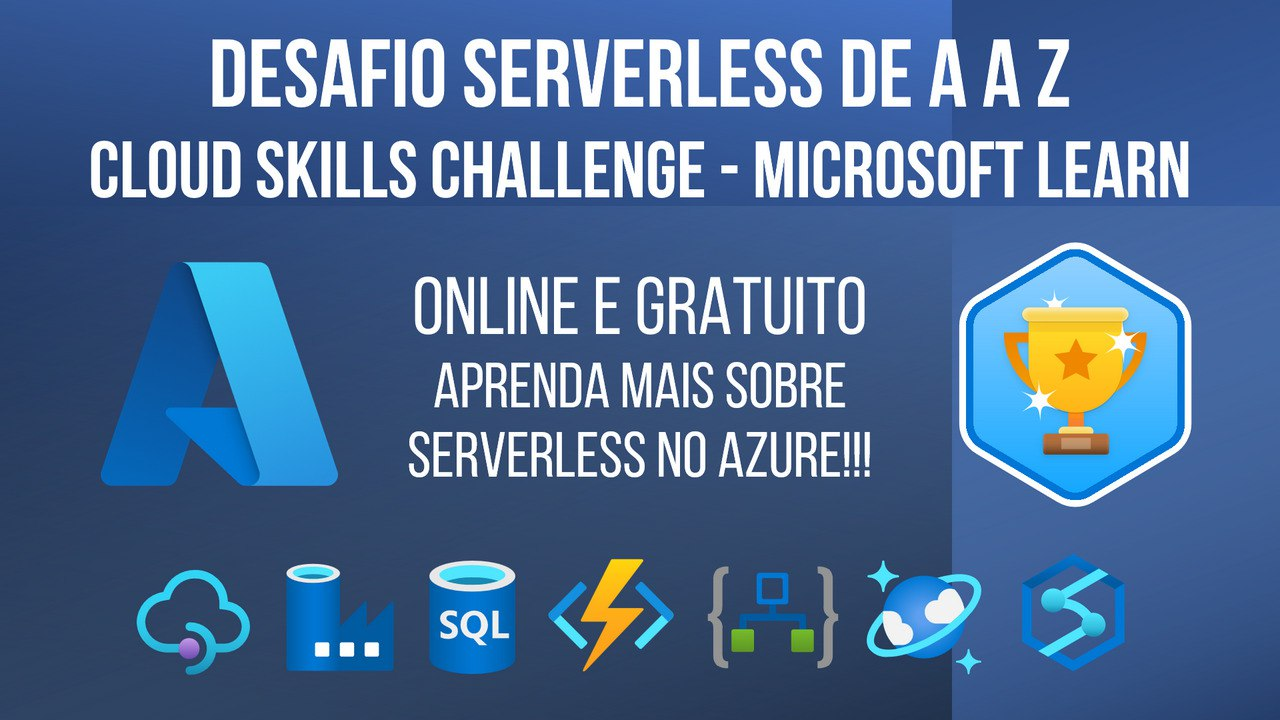 DESAFIO SERVERLESS DE A A Z
CLOUD SKILLS CHALLENGE - MICROSOFT LEARN
ONLINE E GRATUITO
APRENDA MAIS SOBRE
SERVERLESS NO AZURE!!!
SQL